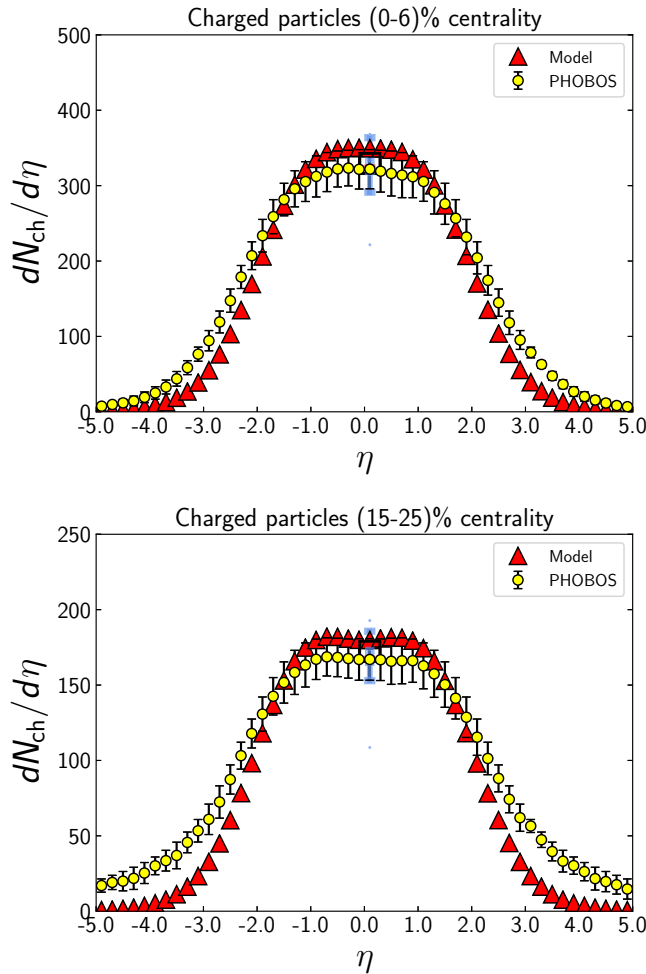 Charged particles (0-6)% centrality
500
Model
PHOBOS
400
300
200
100
0
dN_ch/dη
-5.0 -4.0 -3.0 -2.0 -1.0 0.0 1.0 2.0 3.0 4.0 5.0
η
Charged particles (15-25)% centrality
250
Model
PHOBOS
200
150
100
50
0
dN_ch/dη
-5.0 -4.0 -3.0 -2.0 -1.0 0.0 1.0 2.0 3.0 4.0 5.0
η